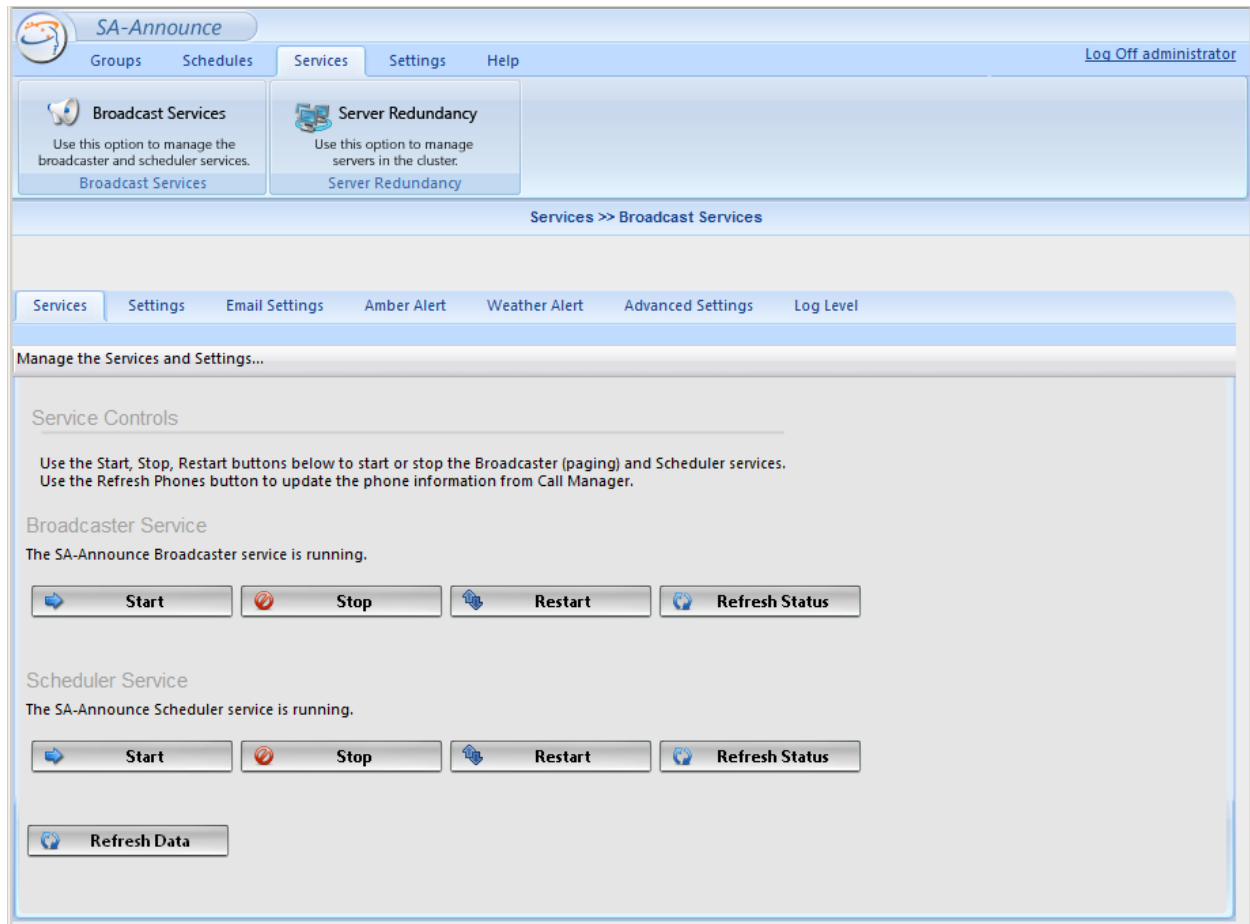 SA-Announce
Groups Schedules Services Settings Help
Log Off administrator
Broadcast Services
Use this option to manage the
broadcaster and scheduler services.
Broadcast Services
Server Redundancy
Use this option to manage
servers in the cluster.
Server Redundancy
Services >> Broadcast Services
Services Settings Email Settings Amber Alert Weather Alert Advanced Settings Log Level
Manage the Services and Settings...
Service Controls
Use the Start, Stop, Restart buttons below to start or stop the Broadcaster (paging) and Scheduler services.
Use the Refresh Phones button to update the phone information from Call Manager.
Broadcaster Service
The SA-Announce Broadcaster service is running.
Start Stop Restart Refresh Status
Scheduler Service
The SA-Announce Scheduler service is running.
Start Stop Restart Refresh Status
Refresh Data